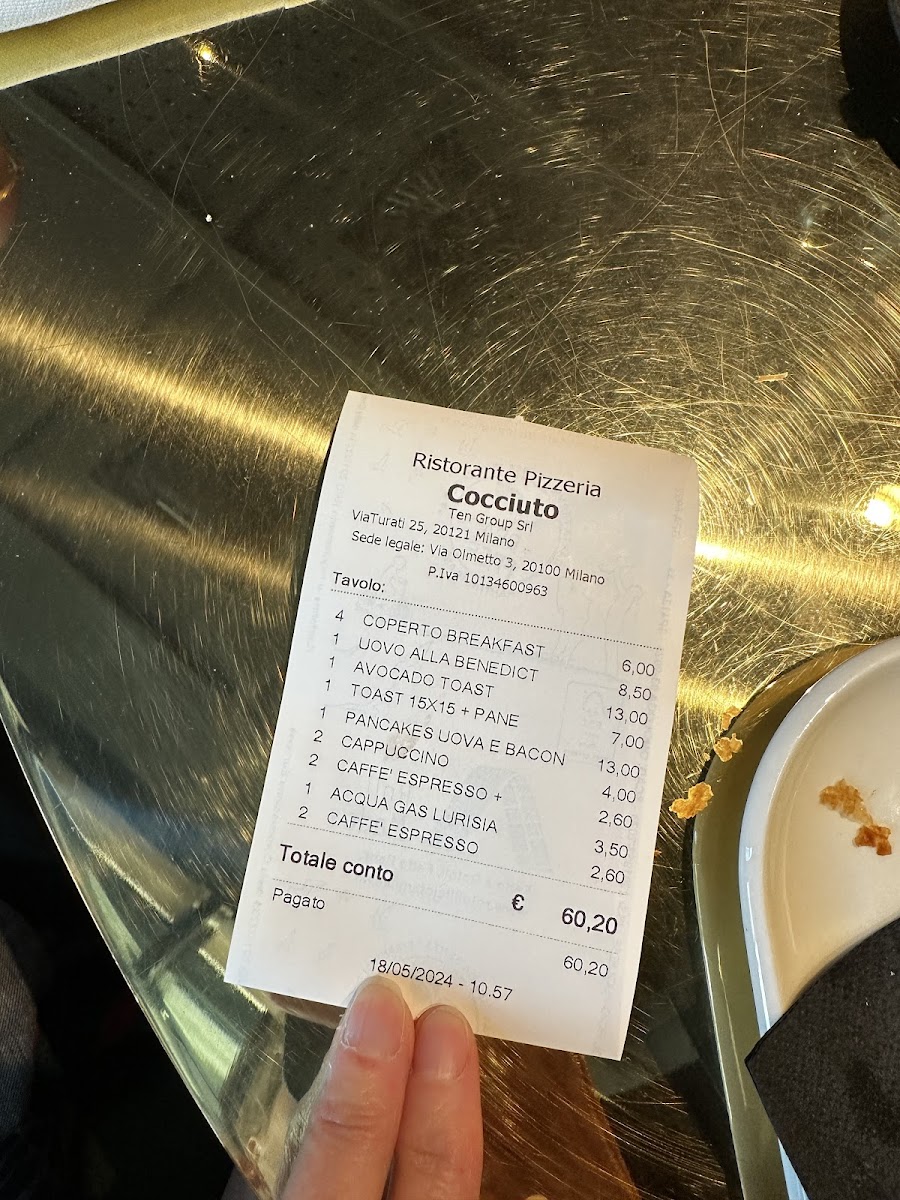 Ristorante Pizzeria
Cocciuto
Ten Group Srl
ViaTurati 25, 20121 Milano
Sede legale: Via Olmetto 3, 20100 Milano
P.Iva 10134600963
Tavolo:
4 COPERTO BREAKFAST 6,00
1 UOVO ALLA BENEDICT 8,50
1 AVOCADO TOAST 13,00
1 TOAST 15X15 + PANE 7,00
1 PANCAKES UOVA E BACON 13,00
2 CAPPUCCINO 4,00
2 CAFFE' ESPRESSO + 2,60
1 ACQUA GAS LURISIA 3,50
2 CAFFE' ESPRESSO 2,60
Totale conto € 60,20
Pagato 60,20
18/05/2024 - 10.57